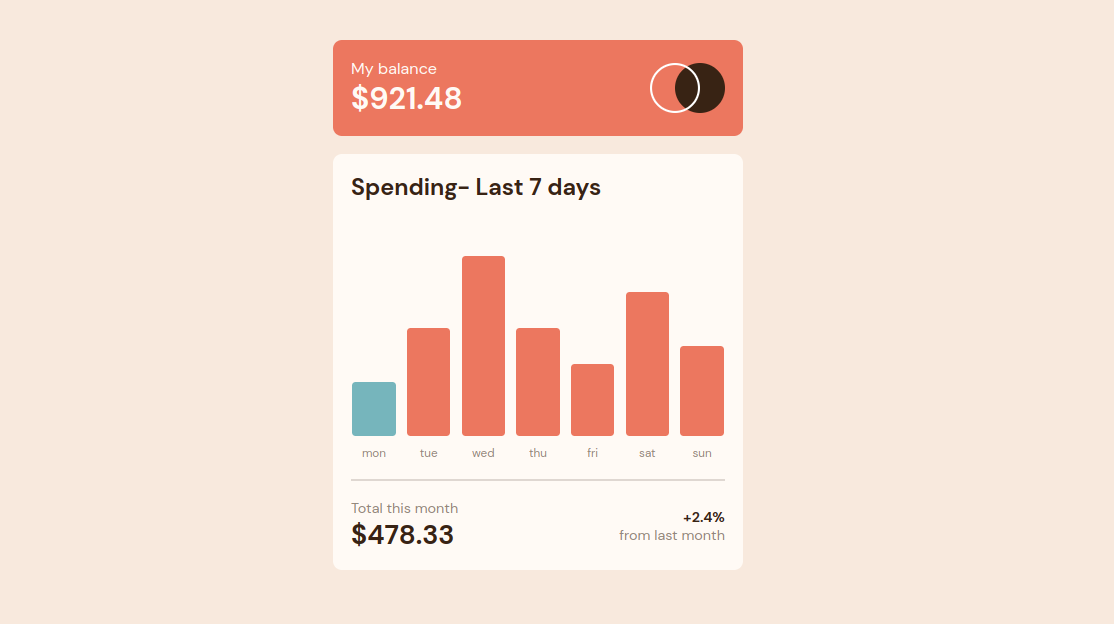 My balance
$921.48
Spending- Last 7 days
mon tue wed thu fri sat sun
Total this month
$478.33
+2.4%
from last month